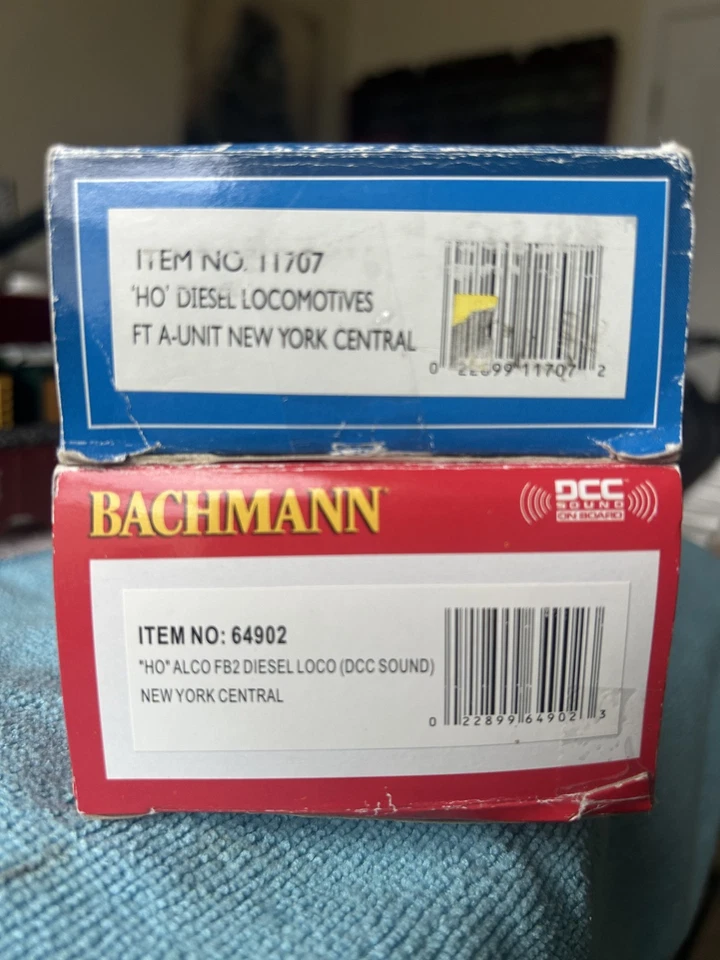 ITEM NO. 11707
'HO' DIESEL LOCOMOTIVES
FT A-UNIT NEW YORK CENTRAL
0 22899 11707 2
BACHMANN
DCC
SOUND
ON BOARD
ITEM NO: 64902
"HO" ALCO FB2 DIESEL LOCO (DCC SOUND)
NEW YORK CENTRAL
0 22899 64902 3